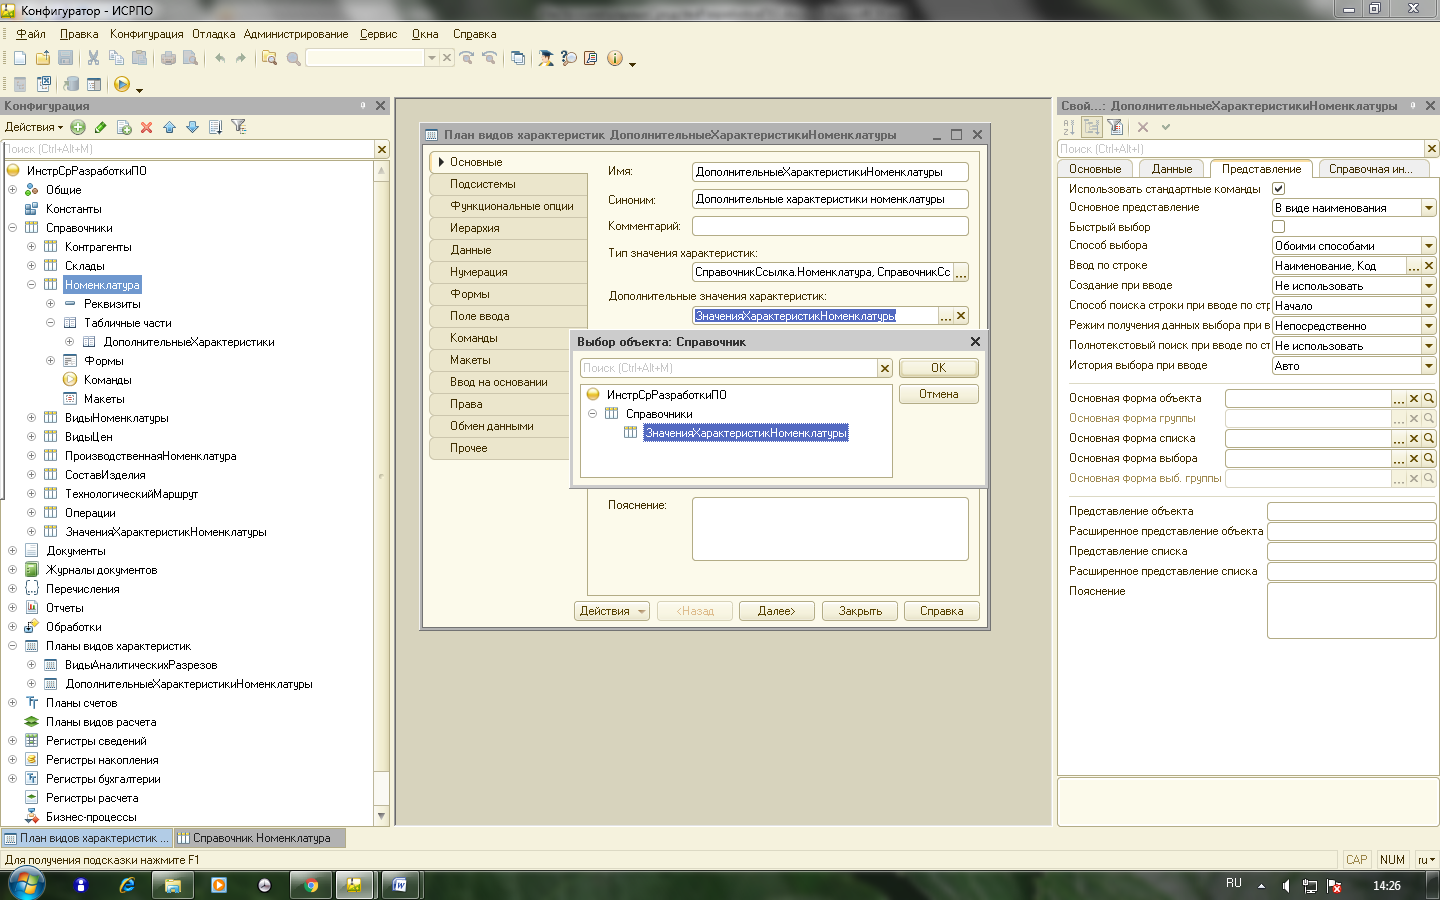 Конфигуратор - ИСРПО
Файл Правка Конфигурация Отладка Администрирование Сервис Окна Справка
Конфигурация
Действия
Поиск (Ctrl+Alt+M)
ИнстрСрРазработкиПО
Общие
Константы
Справочники
Контрагенты
Склады
Номенклатура
Реквизиты
Табличные части
ДополнительныеХарактеристики
Формы
Команды
Макеты
ВидыНоменклатуры
ВидыЦен
ПроизводственнаяНоменклатура
СоставИзделия
ТехнологическийМаршрут
Операции
ЗначенияХарактеристикНоменклатуры
Документы
Журналы документов
Перечисления
Отчеты
Обработки
Планы видов характеристик
ВидыАналитическихРазрезов
ДополнительныеХарактеристикиНоменклатуры
Планы счетов
Планы видов расчета
Регистры сведений
Регистры накопления
Регистры бухгалтерии
Регистры расчета
Бизнес-процессы
План видов характеристик ДополнительныеХарактеристикиНоменклатуры
Основные
Подсистемы
Функциональные опции
Иерархия
Данные
Нумерация
Формы
Поле ввода
Команды
Макеты
Ввод на основании
Права
Обмен данными
Прочее
Имя: ДополнительныеХарактеристикиНоменклатуры
Синоним: Дополнительные характеристики номенклатуры
Комментарий:
Тип значения характеристик:
СправочникСсылка.Номенклатура, СправочникСс ...
Дополнительные значения характеристик:
ЗначенияХарактеристикНоменклатуры ...
Выбор объекта: Справочник
Поиск (Ctrl+Alt+M)
OK
Отмена
ИнстрСрРазработкиПО
Справочники
ЗначенияХарактеристикНоменклатуры
Пояснение:
Действия <Назад Далее> Закрыть Справка
Свой...: ДополнительныеХарактеристикиНоменклатуры
Поиск (Ctrl+Alt+I)
Основные Данные Представление Справочная ин...
Использовать стандартные команды
Основное представление В виде наименования
Быстрый выбор
Способ выбора Обоими способами
Ввод по строке Наименование, Код ...
Создание при вводе Не использовать
Способ поиска строки при вводе по стр Начало
Режим получения данных выбора при в Непосредственно
Полнотекстовый поиск при вводе по ст Не использовать
История выбора при вводе Авто
Основная форма объекта ...
Основная форма группы ...
Основная форма списка ...
Основная форма выбора ...
Основная форма выб. группы ...
Представление объекта
Расширенное представление объекта
Представление списка
Расширенное представление списка
Пояснение
План видов характеристик ... Справочник Номенклатура
Для получения подсказки нажмите F1 CAP NUM ru
RU 14:26